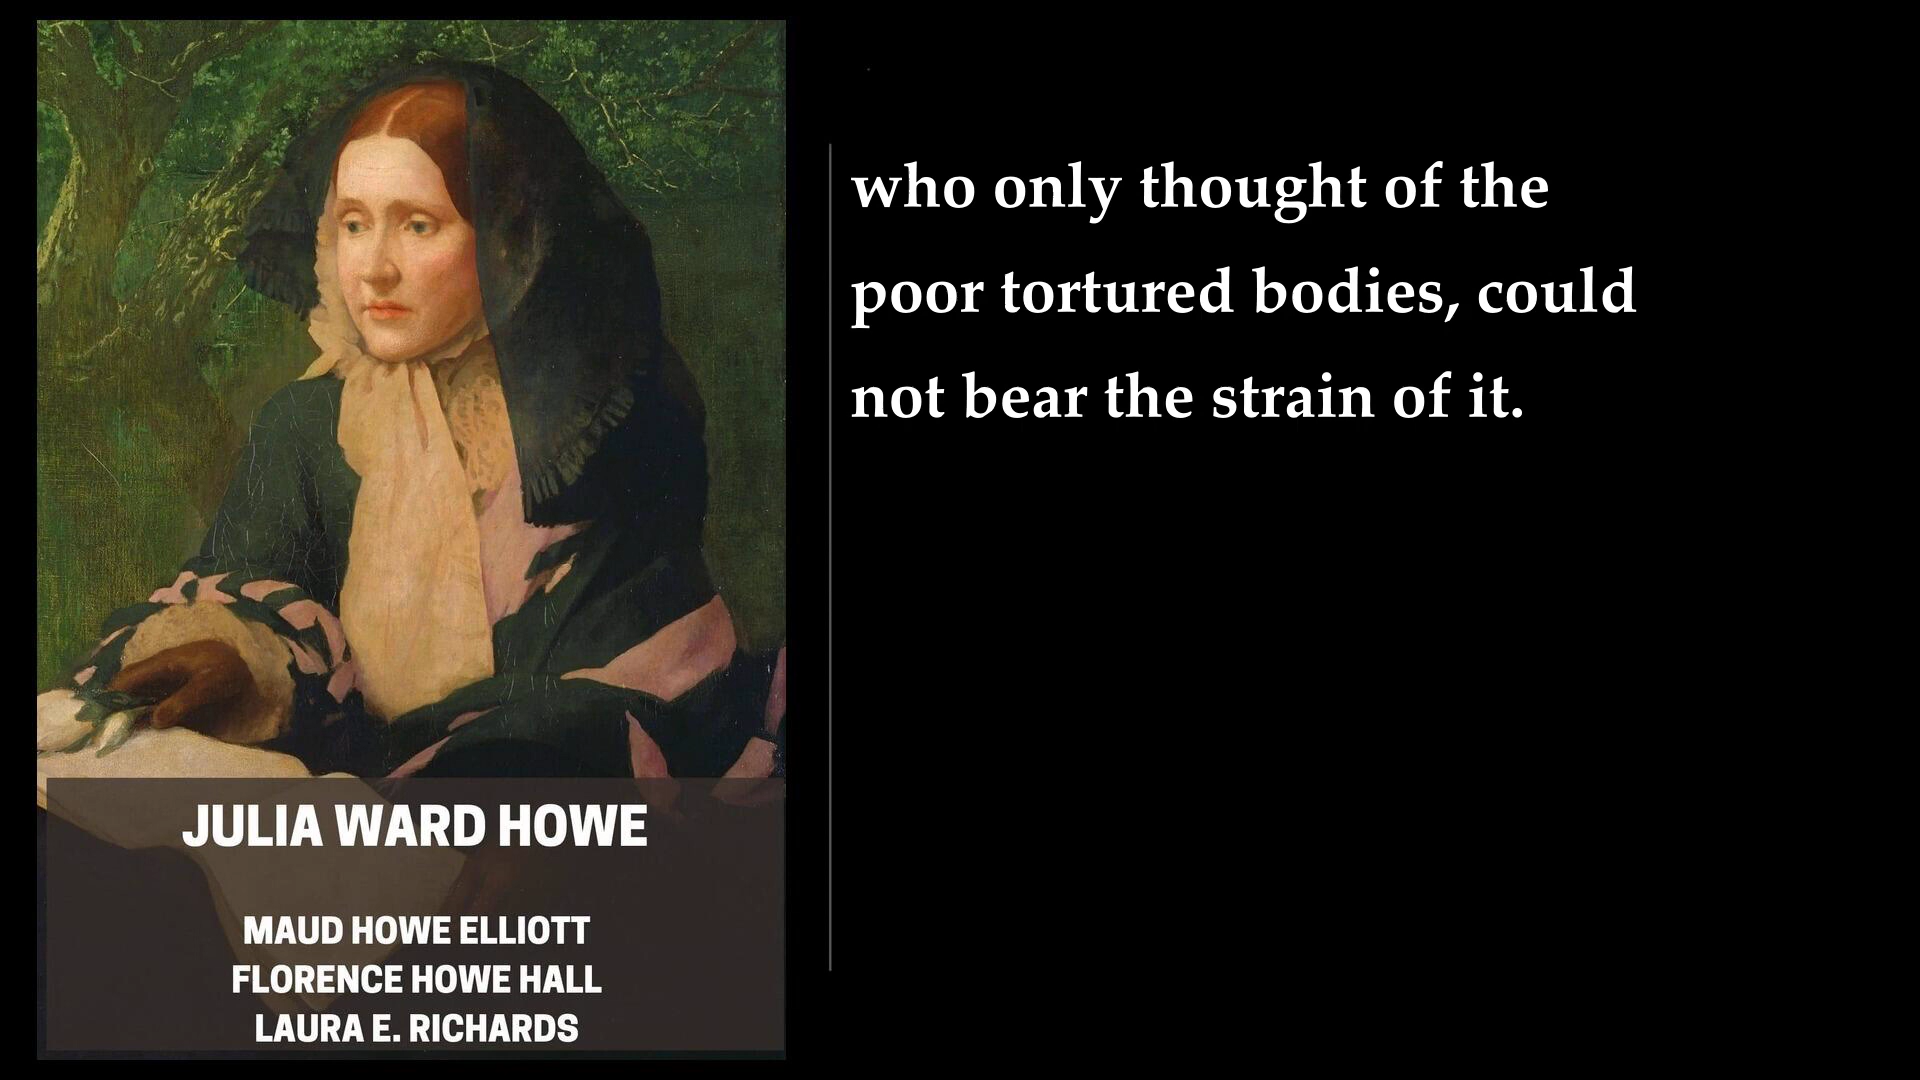 who only thought of the
poor tortured bodies, could
not bear the strain of it.
JULIA WARD HOWE
MAUD HOWE ELLIOTT
FLORENCE HOWE HALL
LAURA E. RICHARDS